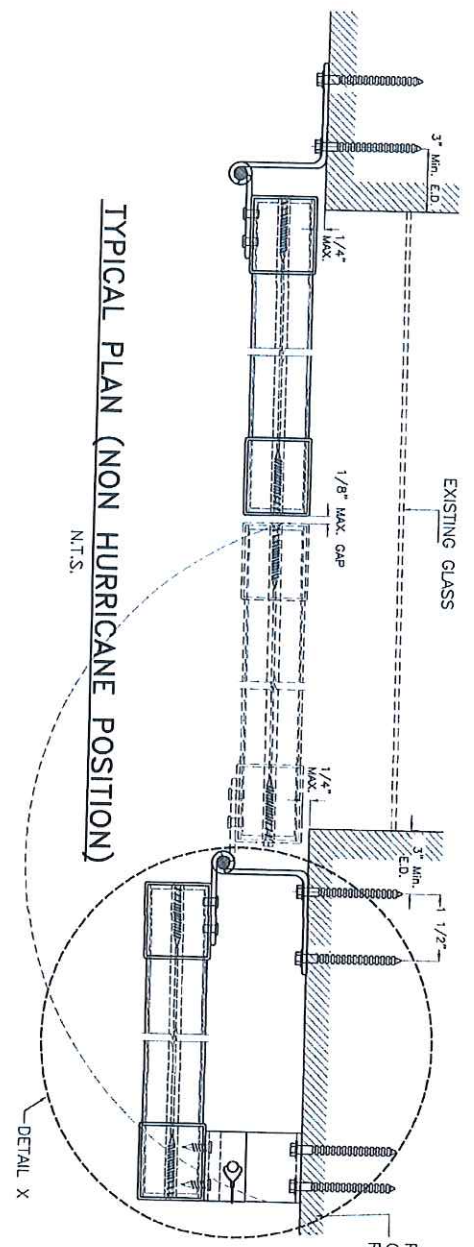 EXISTING GLASS
3" Min. E.D.
1/4"
MAX.
1/8" MAX. GAP
1/4"
MAX.
3" Min.
E.D.
1 1/2"
TYPICAL PLAN (NON HURRICANE POSITION)
N.T.S.
DETAIL X